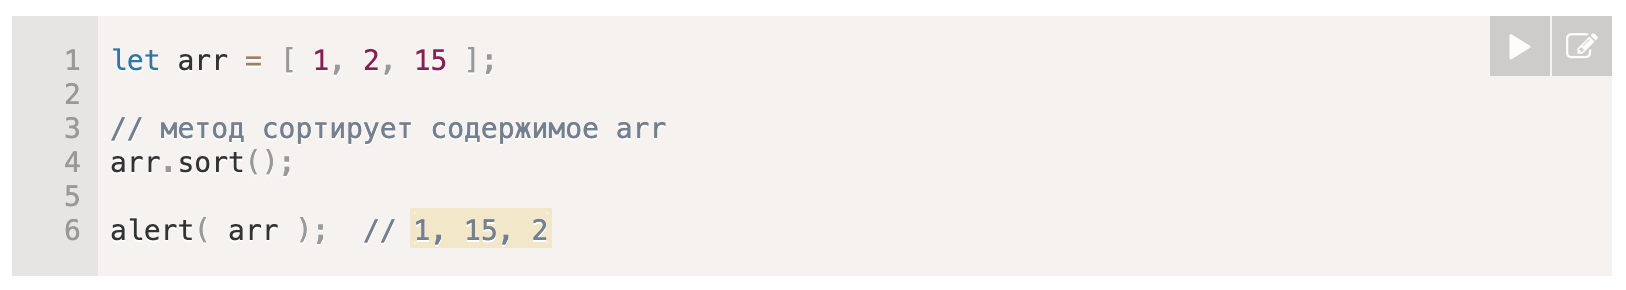 1 let arr = [ 1, 2, 15 ];
2
3 // метод сортирует содержимое arr
4 arr.sort();
5
6 alert( arr );  // 1, 15, 2